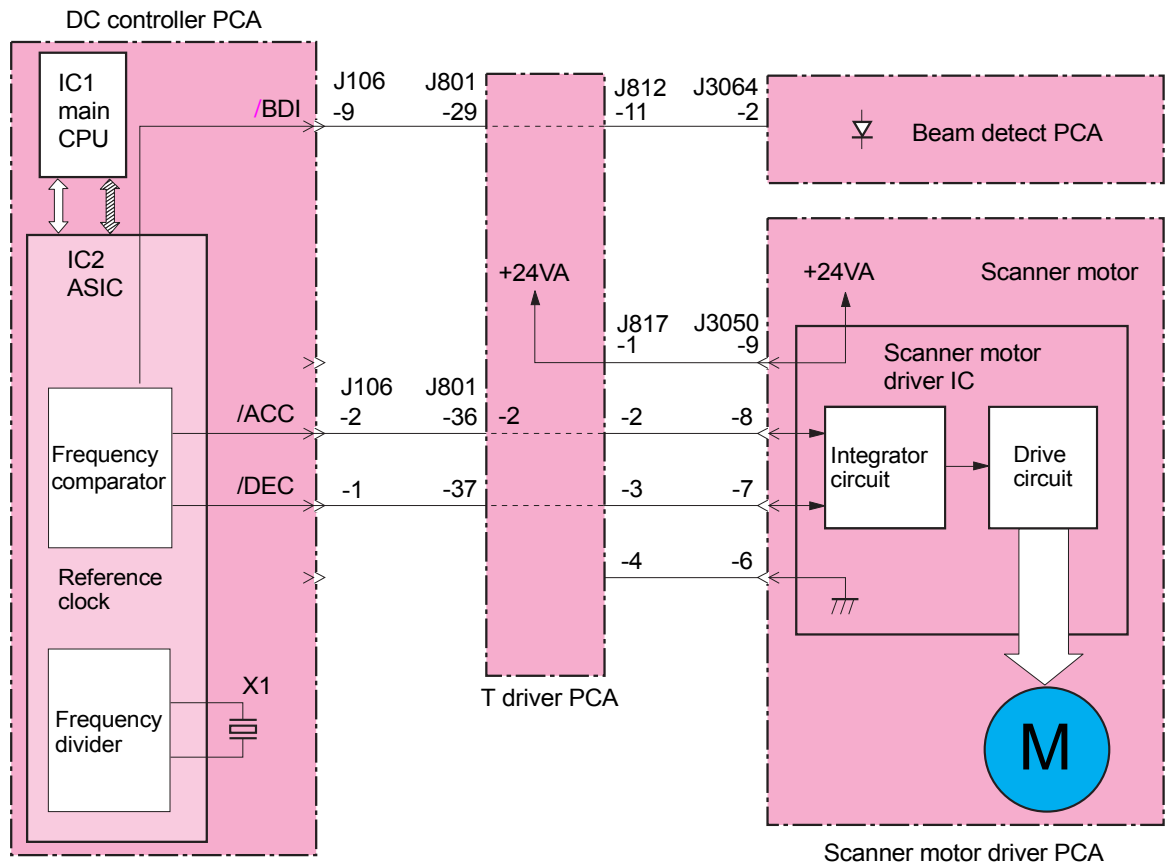 DC controller PCA
IC1
main
CPU
/BDI
J106
-9
J801
-29
J812
-11
J3064
-2
Beam detect PCA
IC2
ASIC
+24VA
+24VA
Scanner motor
J817
-1
J3050
-9
Scanner motor
driver IC
J106
J801
/ACC
-2
-36
-2
-2
-8
Frequency
comparator
Integrator
circuit
Drive
circuit
/DEC
-1
-37
-3
-7
-4
-6
Reference
clock
X1
Frequency
divider
T driver PCA
M
Scanner motor driver PCA